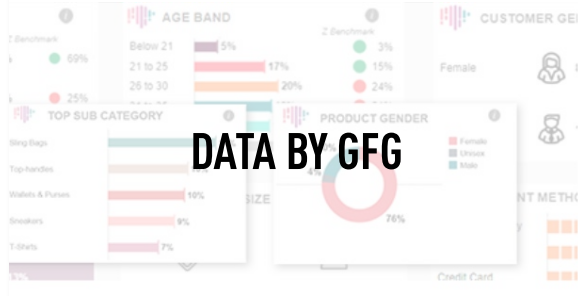 AGE BAND
CUSTOMER GE
Z Benchmark
Z Benchmark
Below 21
5%
3%
69%
21 to 25
17%
15%
Female
26 to 30
20%
24%
25%
TOP SUB CATEGORY
PRODUCT GENDER
Sling Bags
Female
Unisex
Male
DATA BY GFG
Top-handles
4%
Wallets & Purses
10%
SIZE
NT METHO
Sneakers
9%
76%
T-Shirts
7%
Credit Card